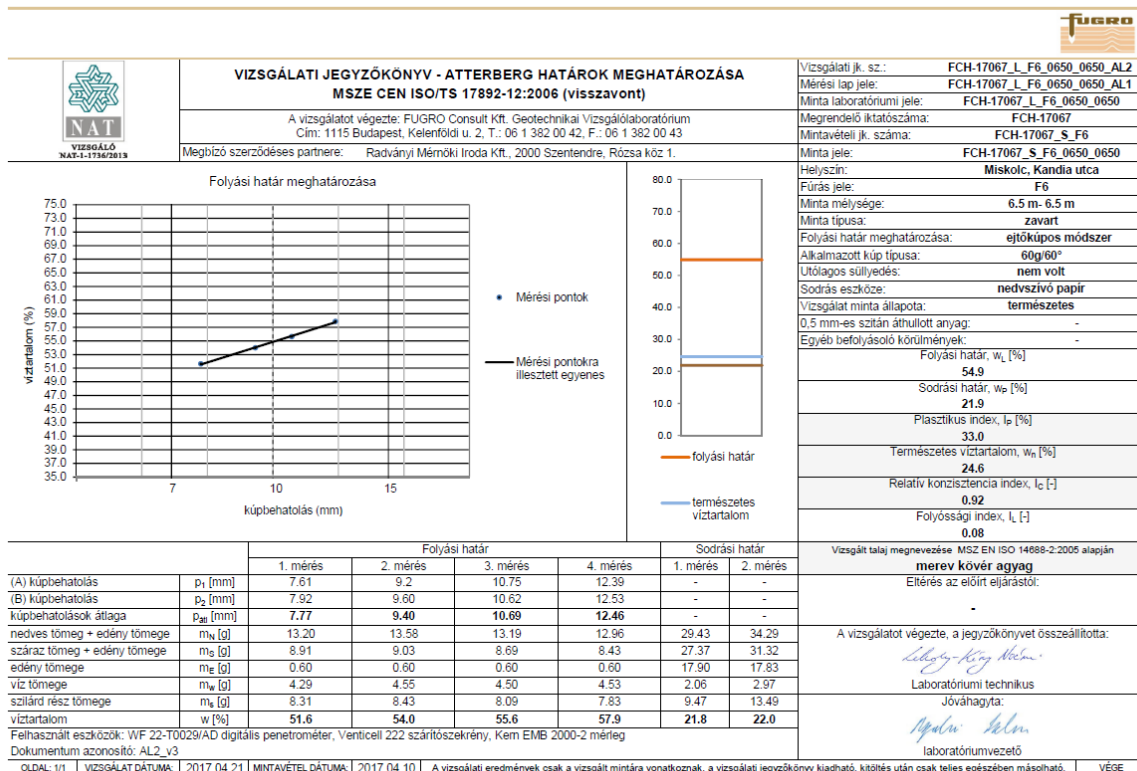 FUGRO
NAT
VIZSGÁLÓ
NAT-1-1736/2013
VIZSGÁLATI JEGYZŐKÖNYV - ATTERBERG HATÁROK MEGHATÁROZÁSA
MSZE CEN ISO/TS 17892-12:2006 (visszavont)
A vizsgálatot végezte: FUGRO Consult Kft. Geotechnikai Vizsgálólaboratórium
Cím: 1115 Budapest, Kelenföldi u. 2, T.: 06 1 382 00 42, F.: 06 1 382 00 43
Megbízó szerződéses partnere: Radványi Mérnöki Iroda Kft., 2000 Szentendre, Rózsa köz 1.
Vizsgálati jk. sz.: FCH-17067_L_F6_0650_0650_AL2
Mérési lap jele: FCH-17067_L_F6_0650_0650_AL1
Minta laboratóriumi jele: FCH-17067_L_F6_0650_0650
Megrendelő iktatószáma: FCH-17067
Mintavételi jk. száma: FCH-17067_S_F6
Minta jele: FCH-17067_S_F6_0650_0650
Helyszín: Miskolc, Kandia utca
Fúrás jele: F6
Minta mélysége: 6.5 m- 6.5 m
Minta típusa: zavart
Folyási határ meghatározása: ejtőkúpos módszer
Alkalmazott kúp típusa: 60g/60°
Utólagos süllyedés: nem volt
Sodrás eszköze: nedvszívó papír
Vizsgálat minta állapota: természetes
0,5 mm-es szitán áthullott anyag: -
Egyéb befolyásoló körülmények: -
Folyási határ, wL [%]
54.9
Sodrási határ, wP [%]
21.9
Plasztikus index, IP [%]
33.0
Természetes víztartalom, wn [%]
24.6
Relatív konzisztencia index, IC [-]
0.92
Folyóssági index, IL [-]
0.08
Vizsgált talaj megnevezése MSZ EN ISO 14688-2:2005 alapján
merev kövér agyag
Eltérés az előírt eljárástól:
-
A vizsgálatot végezte, a jegyzőkönyvet összeállította:
Laboratóriumi technikus
Jóváhagyta:
laboratóriumvezető
Folyási határ meghatározása
víztartalom (%)
75.0
73.0
71.0
69.0
67.0
65.0
63.0
61.0
59.0
57.0
55.0
53.0
51.0
49.0
47.0
45.0
43.0
41.0
39.0
37.0
35.0
7 10 15
kúpbehatolás (mm)
Mérési pontok
Mérési pontokra
illesztett egyenes
80.0
70.0
60.0
50.0
40.0
30.0
20.0
10.0
0.0
folyási határ
természetes
víztartalom
Folyási határ Sodrási határ
1. mérés 2. mérés 3. mérés 4. mérés 1. mérés 2. mérés
(A) kúpbehatolás p1 [mm] 7.61 9.2 10.75 12.39 - -
(B) kúpbehatolás p2 [mm] 7.92 9.60 10.62 12.53 - -
kúpbehatolások átlaga patl [mm] 7.77 9.40 10.69 12.46 - -
nedves tömeg + edény tömege mN [g] 13.20 13.58 13.19 12.96 29.43 34.29
száraz tömeg + edény tömege mS [g] 8.91 9.03 8.69 8.43 27.37 31.32
edény tömege mE [g] 0.60 0.60 0.60 0.60 17.90 17.83
víz tömege mw [g] 4.29 4.55 4.50 4.53 2.06 2.97
szilárd rész tömege ms [g] 8.31 8.43 8.09 7.83 9.47 13.49
víztartalom w [%] 51.6 54.0 55.6 57.9 21.8 22.0
Felhasznált eszközök: WF 22-T0029/AD digitális penetrométer, Venticell 222 szárítószekrény, Kern EMB 2000-2 mérleg
Dokumentum azonosító: AL2_v3
OLDAL: 1/1 VIZSGÁLAT DÁTUMA: 2017.04.21 MINTAVÉTEL DÁTUMA: 2017.04.10 A vizsgálati eredmények csak a vizsgált mintára vonatkoznak, a vizsgálati jegyzőkönyv kiadható, kitöltés után csak teljes egészében másolható. VÉGE